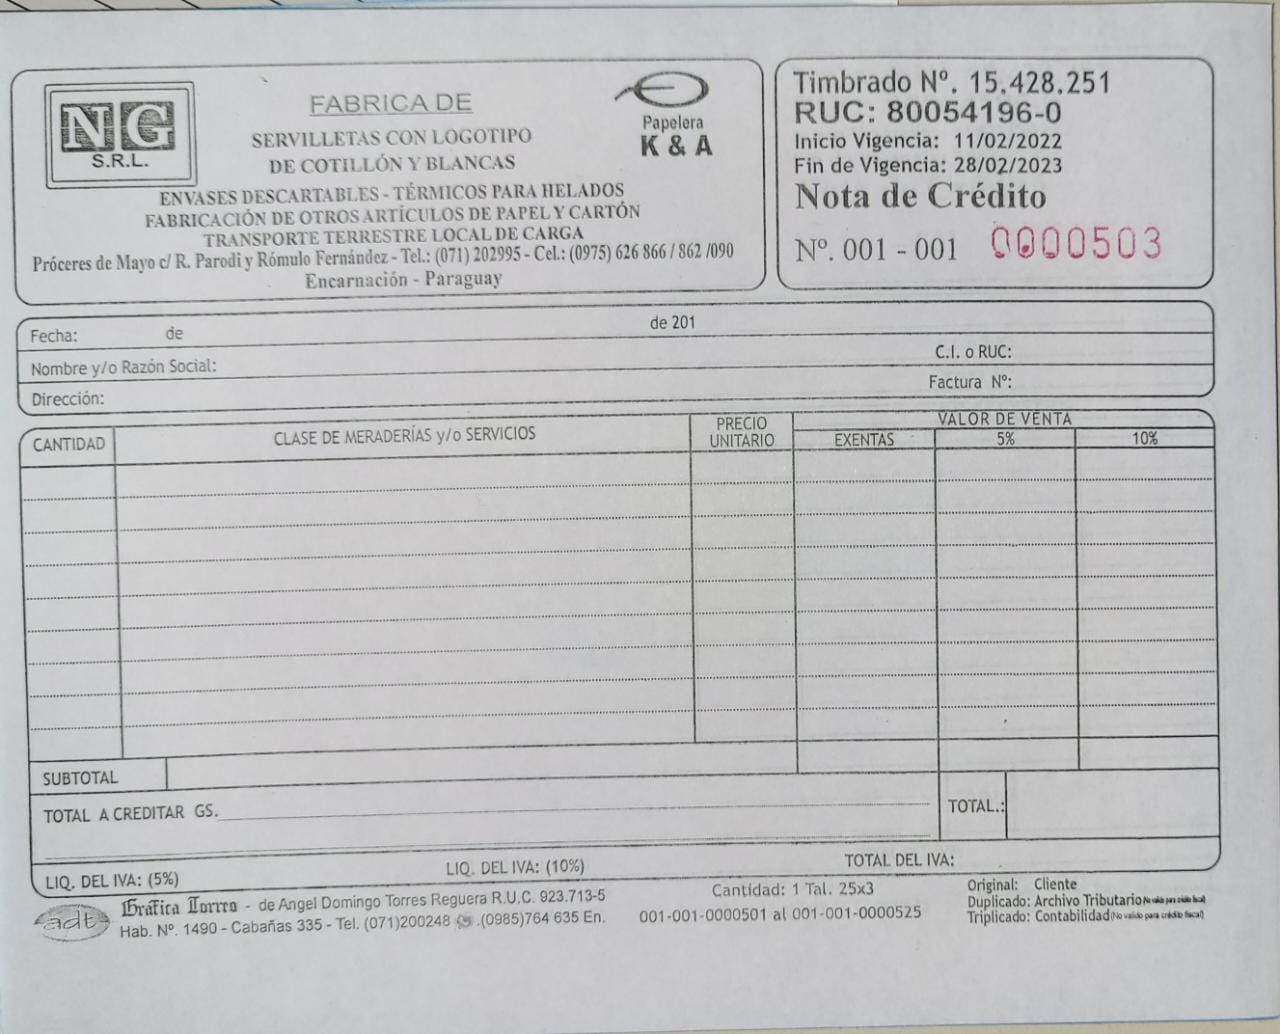 NG
S.R.L.
FABRICA DE
SERVILLETAS CON LOGOTIPO
DE COTILLÓN Y BLANCAS
Papelera
K & A
ENVASES DESCARTABLES - TÉRMICOS PARA HELADOS
FABRICACIÓN DE OTROS ARTÍCULOS DE PAPEL Y CARTÓN
TRANSPORTE TERRESTRE LOCAL DE CARGA
Próceres de Mayo c/ R. Parodi y Rómulo Fernández - Tel.: (071) 202995 - Cel.: (0975) 626 866 / 862 /090
Encarnación - Paraguay
Timbrado Nº. 15.428.251
RUC: 80054196-0
Inicio Vigencia: 11/02/2022
Fin de Vigencia: 28/02/2023
Nota de Crédito
Nº. 001 - 001 0000503
Fecha: de de 201
Nombre y/o Razón Social: C.I. o RUC:
Dirección: Factura Nº:
CANTIDAD CLASE DE MERADERÍAS y/o SERVICIOS PRECIO UNITARIO VALOR DE VENTA
EXENTAS 5% 10%
SUBTOTAL
TOTAL A CREDITAR GS. TOTAL.:
LIQ. DEL IVA: (5%) LIQ. DEL IVA: (10%) TOTAL DEL IVA:
adt
Gráfica Torres - de Angel Domingo Torres Reguera R.U.C. 923.713-5
Hab. Nº. 1490 - Cabañas 335 - Tel. (071)200248 .(0985)764 635 En.
Cantidad: 1 Tal. 25x3
001-001-0000501 al 001-001-0000525
Original: Cliente
Duplicado: Archivo Tributario (No valido para crédito fiscal)
Triplicado: Contabilidad (No valido para crédito fiscal)